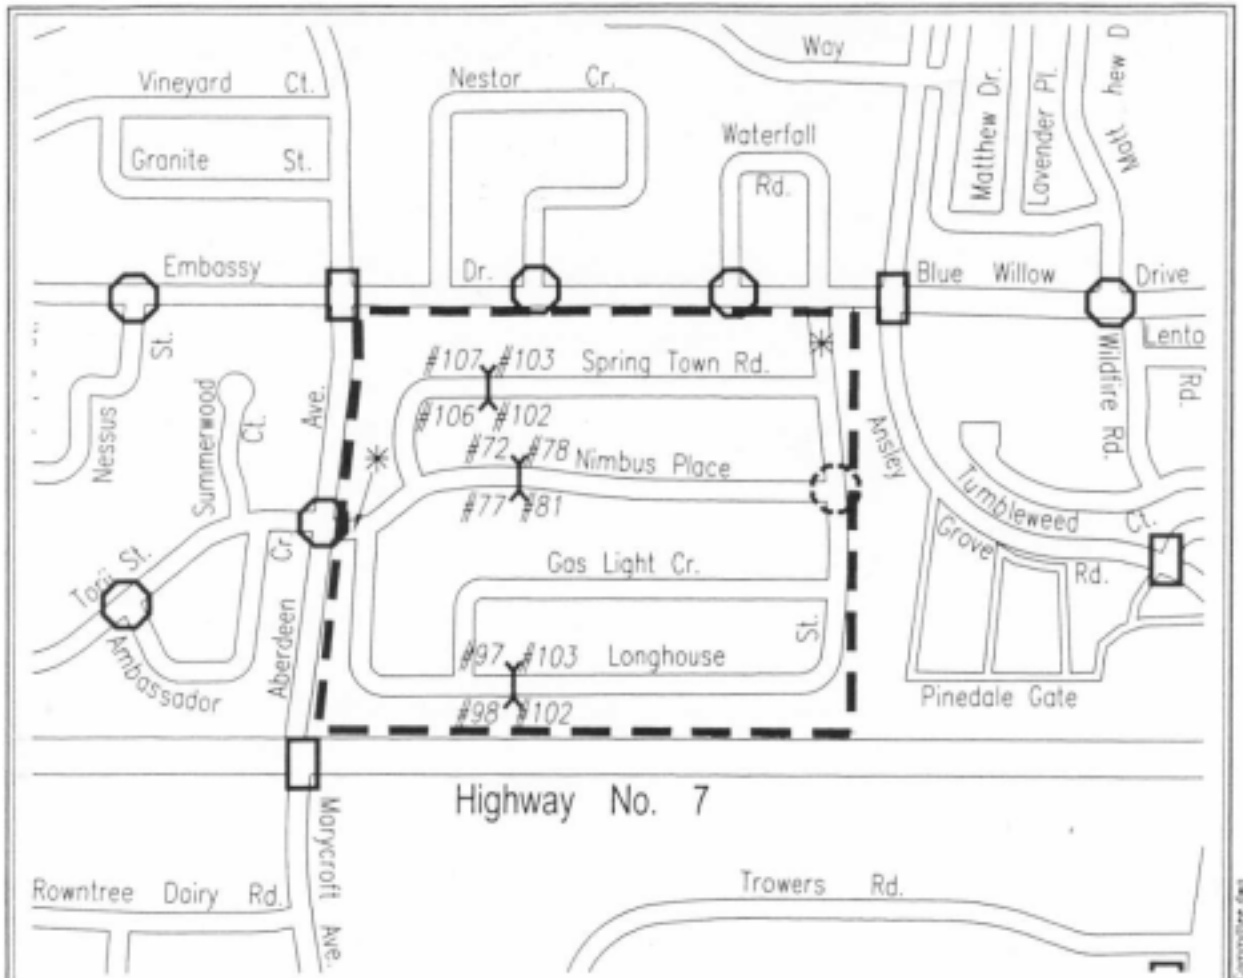 Way
Vineyard Ct.
Nestor Cr.
Waterfall Rd.
Granite St.
Matthew Dr.
Lavender Pl.
Matthew D
Embassy Dr.
Blue Willow Drive
Lento Rd.
Nessus St.
Summerwood Ct.
Ave.
107 103 Spring Town Rd.
106 102
72 78 Nimbus Place
77 81
Ansley
Wildfire Rd.
Tumbleweed Ct.
Grove Rd.
Torii St.
Cr
Gas Light Cr.
Ambassador
Aberdeen
97 103 Longhouse St.
98 102
Pinedale Gate
Highway No. 7
Marycroft Ave.
Rowntree Dairy Rd.
Trowers Rd.